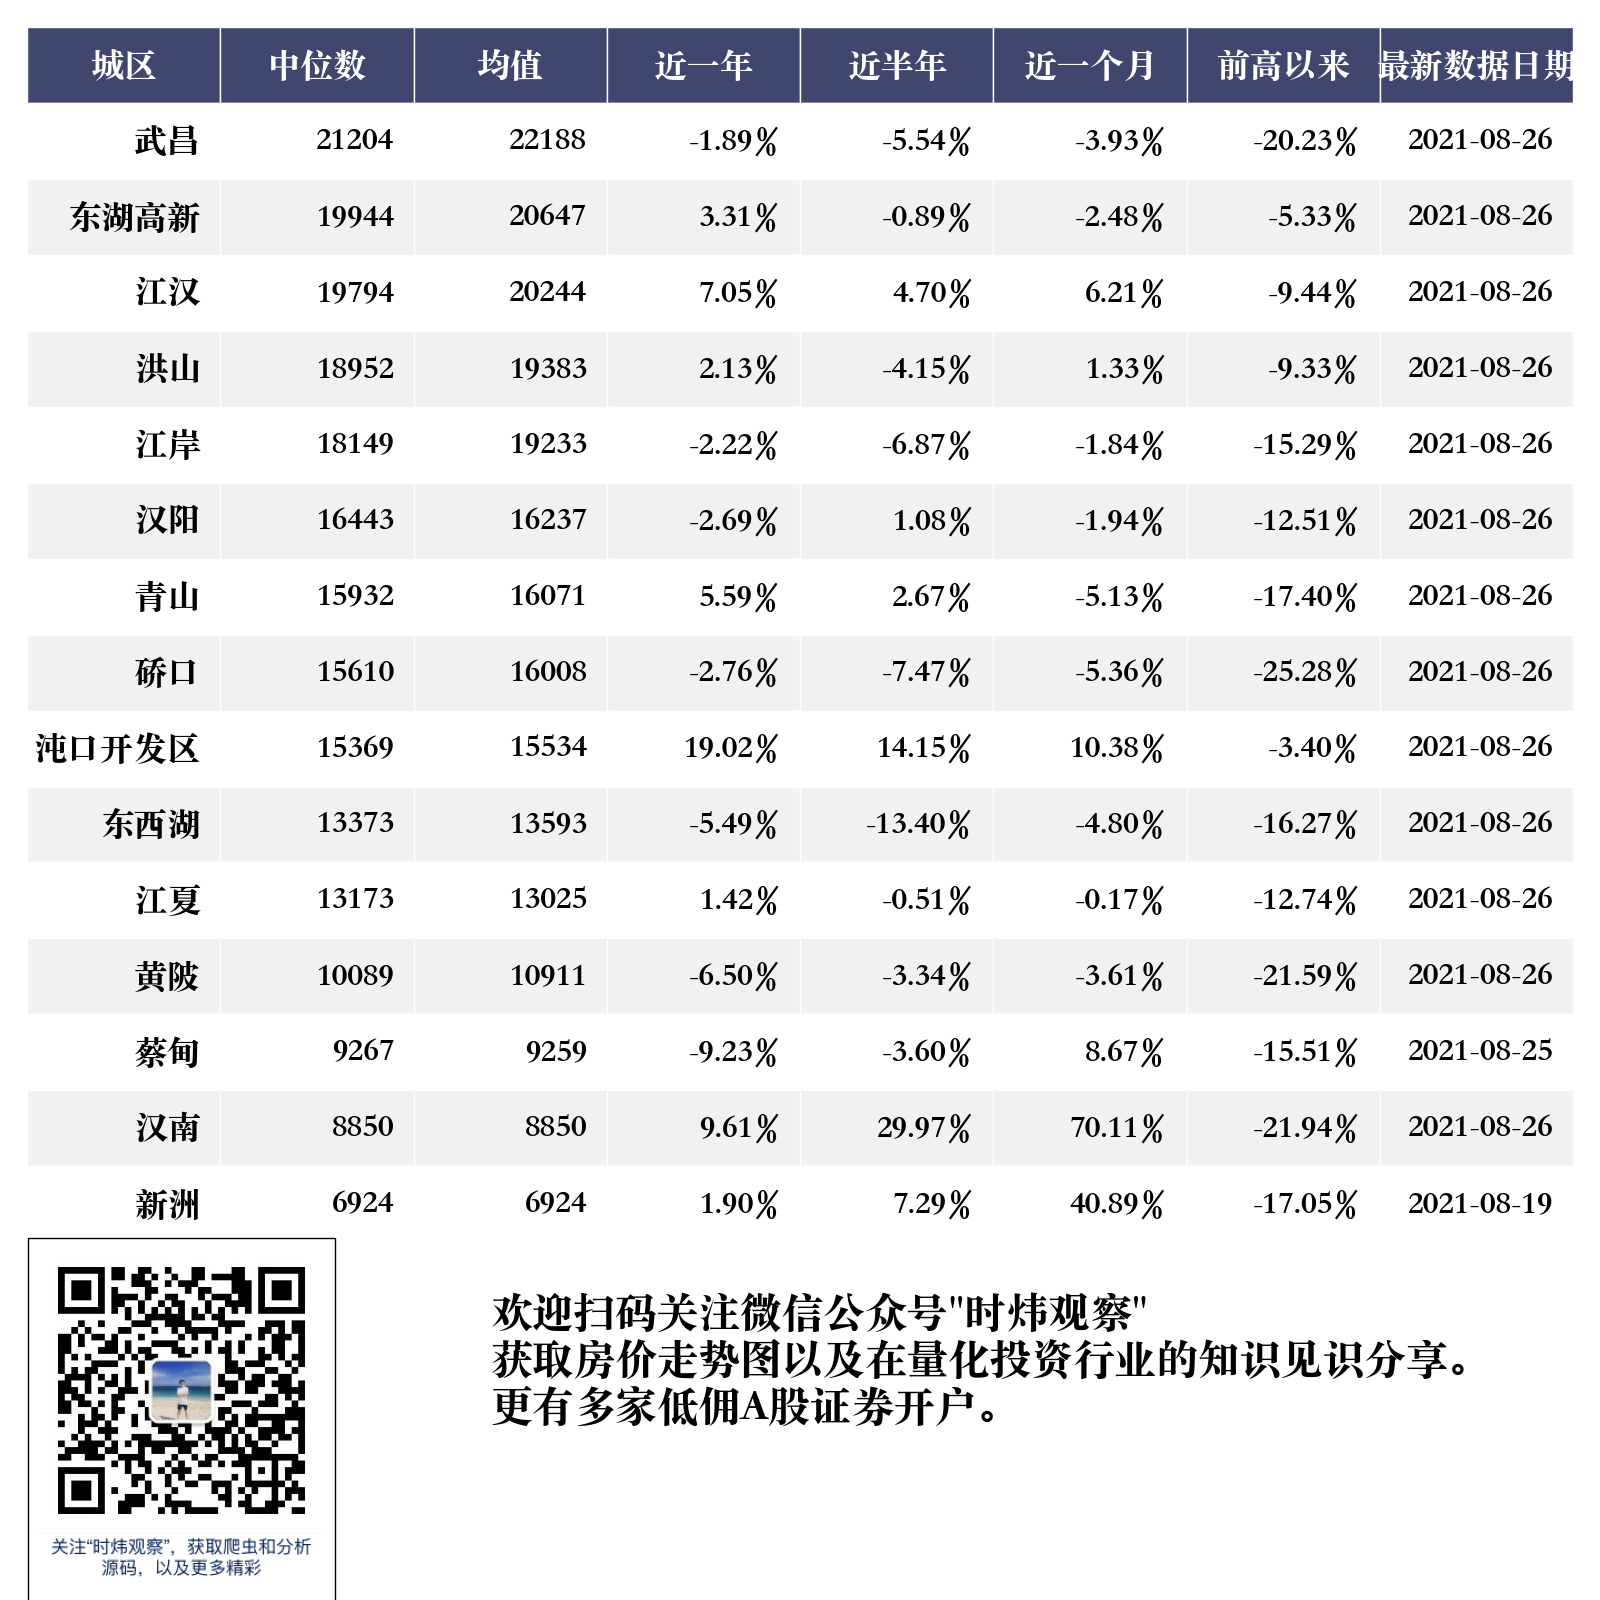 城区 中位数 均值 近一年 近半年 近一个月 前高以来 最新数据日期
武昌 21204 22188 -1.89% -5.54% -3.93% -20.23% 2021-08-26
东湖高新 19944 20647 3.31% -0.89% -2.48% -5.33% 2021-08-26
江汉 19794 20244 7.05% 4.70% 6.21% -9.44% 2021-08-26
洪山 18952 19383 2.13% -4.15% 1.33% -9.33% 2021-08-26
江岸 18149 19233 -2.22% -6.87% -1.84% -15.29% 2021-08-26
汉阳 16443 16237 -2.69% 1.08% -1.94% -12.51% 2021-08-26
青山 15932 16071 5.59% 2.67% -5.13% -17.40% 2021-08-26
硚口 15610 16008 -2.76% -7.47% -5.36% -25.28% 2021-08-26
沌口开发区 15369 15534 19.02% 14.15% 10.38% -3.40% 2021-08-26
东西湖 13373 13593 -5.49% -13.40% -4.80% -16.27% 2021-08-26
江夏 13173 13025 1.42% -0.51% -0.17% -12.74% 2021-08-26
黄陂 10089 10911 -6.50% -3.34% -3.61% -21.59% 2021-08-26
蔡甸 9267 9259 -9.23% -3.60% 8.67% -15.51% 2021-08-25
汉南 8850 8850 9.61% 29.97% 70.11% -21.94% 2021-08-26
新洲 6924 6924 1.90% 7.29% 40.89% -17.05% 2021-08-19
欢迎扫码关注微信公众号"时炜观察"
获取房价走势图以及在量化投资行业的知识见识分享。
更有多家低佣A股证券开户。
关注“时炜观察”，获取爬虫和分析
源码，以及更多精彩